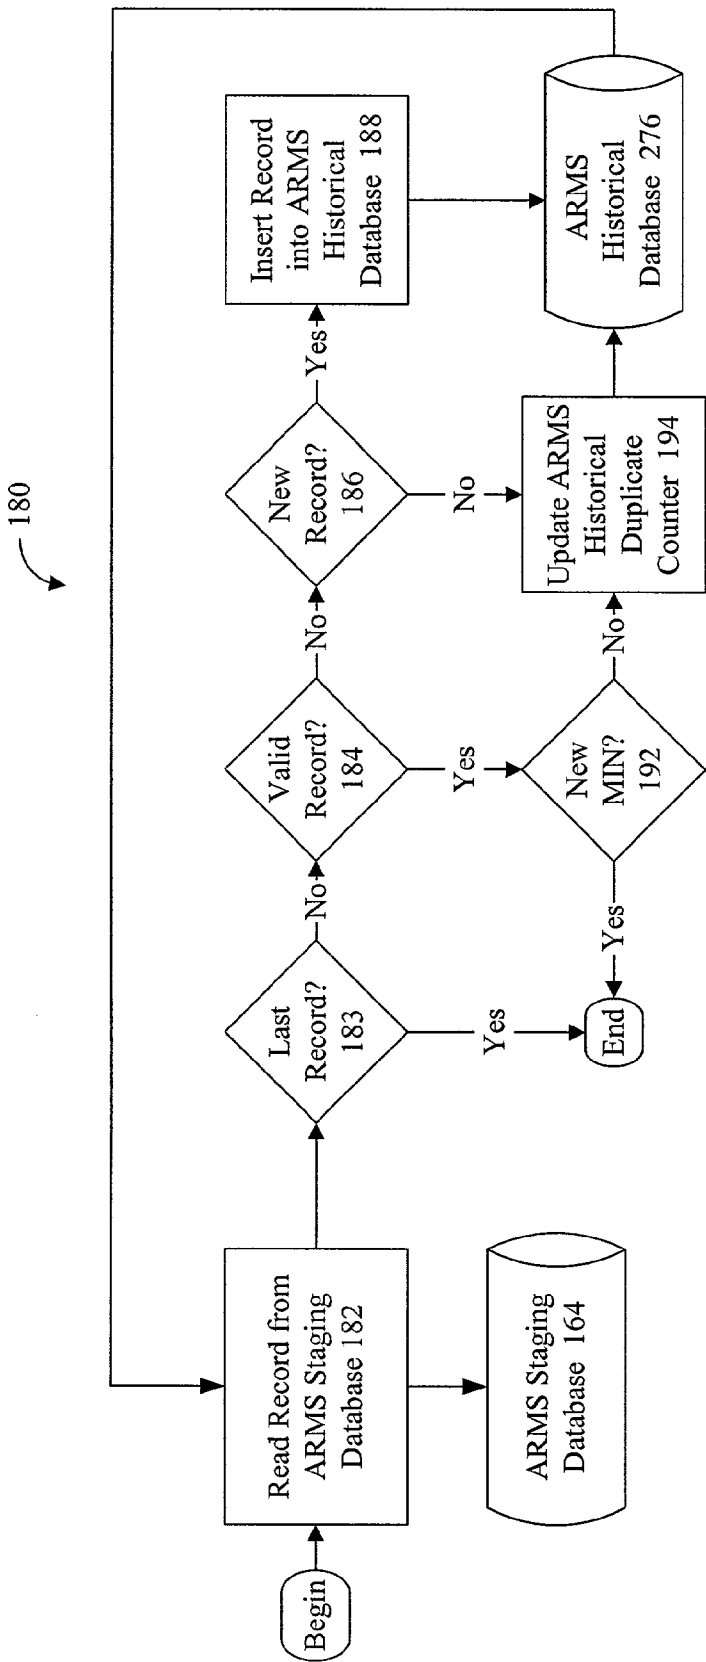 180
Begin
Read Record from
ARMS Staging
Database 182
ARMS Staging
Database 164
Last
Record?
183
Yes
No
End
Valid
Record?
184
Yes
No
New
MIN?
192
Yes
No
New
Record?
186
Yes
No
Insert Record
into ARMS
Historical
Database 188
Update ARMS
Historical
Duplicate
Counter 194
ARMS
Historical
Database 276